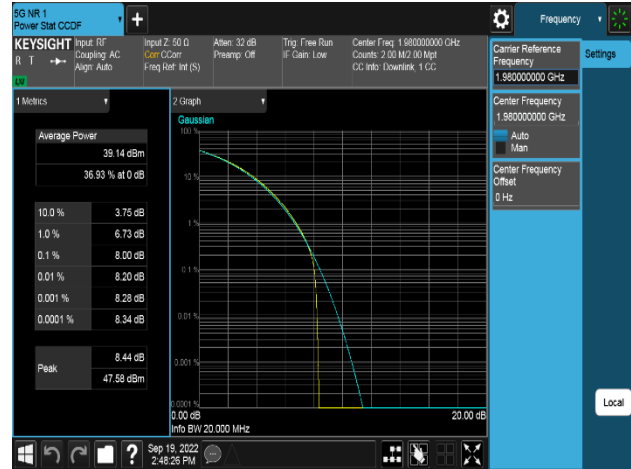 5G NR 1
Power Stat CCDF
Frequency
KEYSIGHT
R T
LNI
Input: RF
Coupling: AC
Align: Auto
Input Z: 50 Ω
Corr CCorr
Freq Ref: Int (S)
Atten: 32 dB
Preamp: Off
Trig: Free Run
IF Gain: Low
Center Freq: 1.980000000 GHz
Counts: 2.00 M/2.00 Mpt
CC Info: Downlink, 1 CC
Carrier Reference
Frequency
1.980000000 GHz
Settings
Center Frequency
1.980000000 GHz
Auto
Man
Center Frequency
Offset
0 Hz
1 Metrics
Average Power
39.14 dBm
36.93 % at 0 dB
10.0 % 3.75 dB
1.0 % 6.73 dB
0.1 % 8.00 dB
0.01 % 8.20 dB
0.001 % 8.28 dB
0.0001 % 8.34 dB
Peak
8.44 dB
47.58 dBm
2 Graph
Gaussian
100 %
10 %
1 %
0.1 %
0.01 %
0.001 %
0.0001 %
0.00 dB
20.00 dB
Info BW 20.000 MHz
Local
Sep 19, 2022
2:48:26 PM